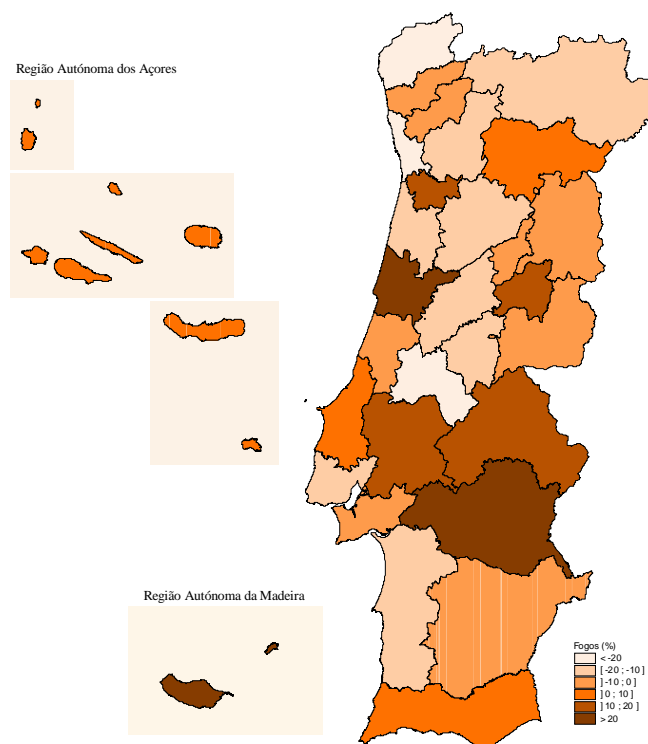 Região Autónoma dos Açores
Região Autónoma da Madeira
Fogos (%)
< -20
[ -20 ; -10 ]
] -10 ; 0 ]
] 0 ; 10 ]
] 10 ; 20 ]
> 20